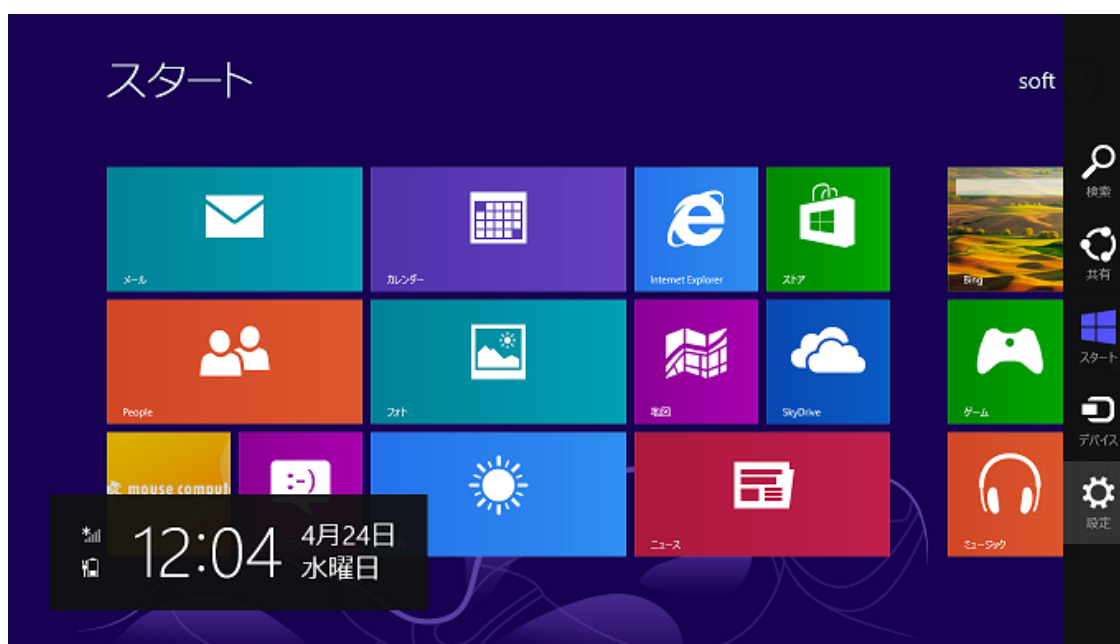 スタート
soft
メール
カレンダー
Internet Explorer
ストア
Bing
People
フォト
地図
SkyDrive
ゲーム
mouse comput
:-)
ニュース
ミュージック
12:04
4月24日
水曜日
検索
共有
スタート
デバイス
設定